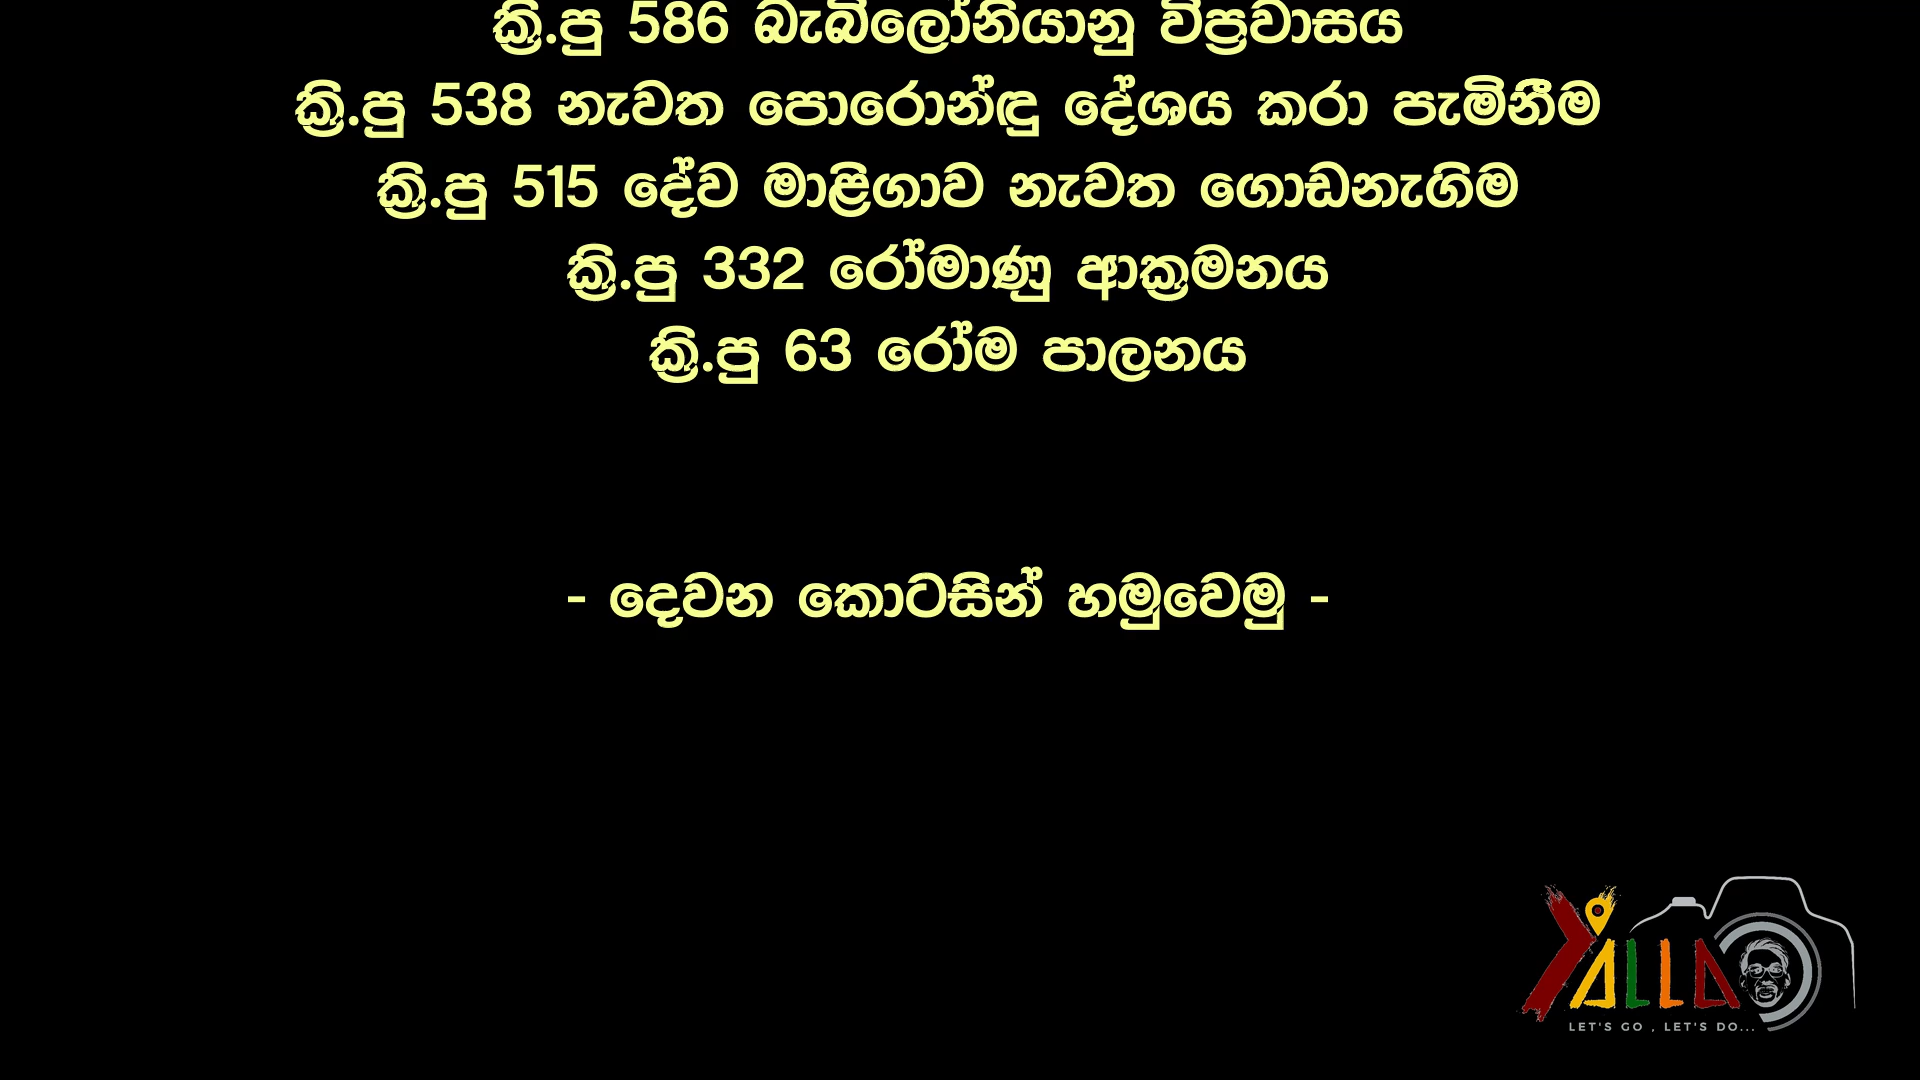 ක්‍රි.පු 586 බැබිලෝනියානු විප්‍රවාසය
ක්‍රි.පු 538 නැවත පොරොන්ඳු දේශය කරා පැමිනීම
ක්‍රි.පු 515 දේව මාළිගාව නැවත ගොඩනැගිම
ක්‍රි.පු 332 රෝමාණු ආක්‍රමනය
ක්‍රි.පු 63 රෝම පාලනය
- දෙවන කොටසින් හමුවෙමු -
YALLA
LET'S GO , LET'S DO...